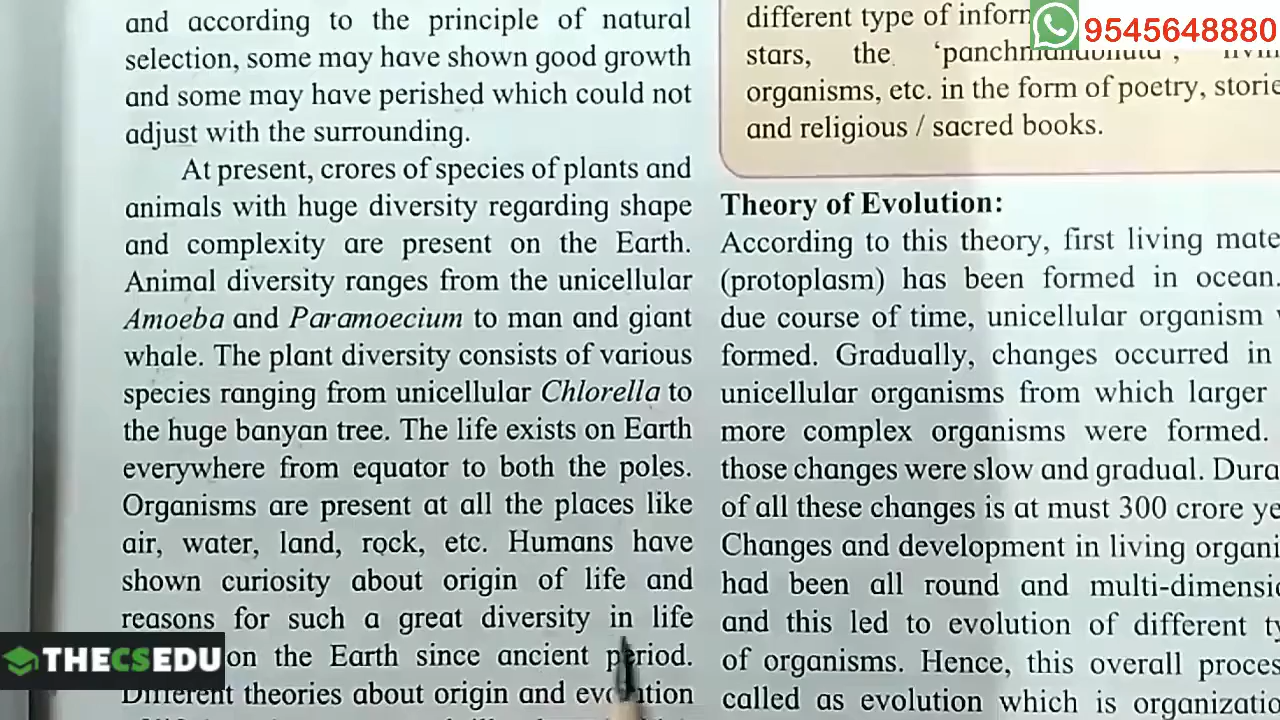 and according to the principle of natural
selection, some may have shown good growth
and some may have perished which could not
adjust with the surrounding.
At present, crores of species of plants and
animals with huge diversity regarding shape
and complexity are present on the Earth.
Animal diversity ranges from the unicellular
Amoeba and Paramoecium to man and giant
whale. The plant diversity consists of various
species ranging from unicellular Chlorella to
the huge banyan tree. The life exists on Earth
everywhere from equator to both the poles.
Organisms are present at all the places like
air, water, land, rock, etc. Humans have
shown curiosity about origin of life and
reasons for such a great diversity in life
on the Earth since ancient period.
Different theories about origin and evolution
different type of
stars, the
organisms, etc. in the form of poetry,
and religious / sacred books.
Theory of Evolution:
According to this theory, first living
(protoplasm) has been formed in ocean.
due course of time, unicellular organism
formed. Gradually, changes occurred in
unicellular organisms from which larger
more complex organisms were formed.
those changes were slow and gradual.
of all these changes is at must 300 crore
Changes and development in living
had been all round and
and this led to evolution of different
of organisms. Hence, this overall
called as evolution which is
9545648880
THECSEDU